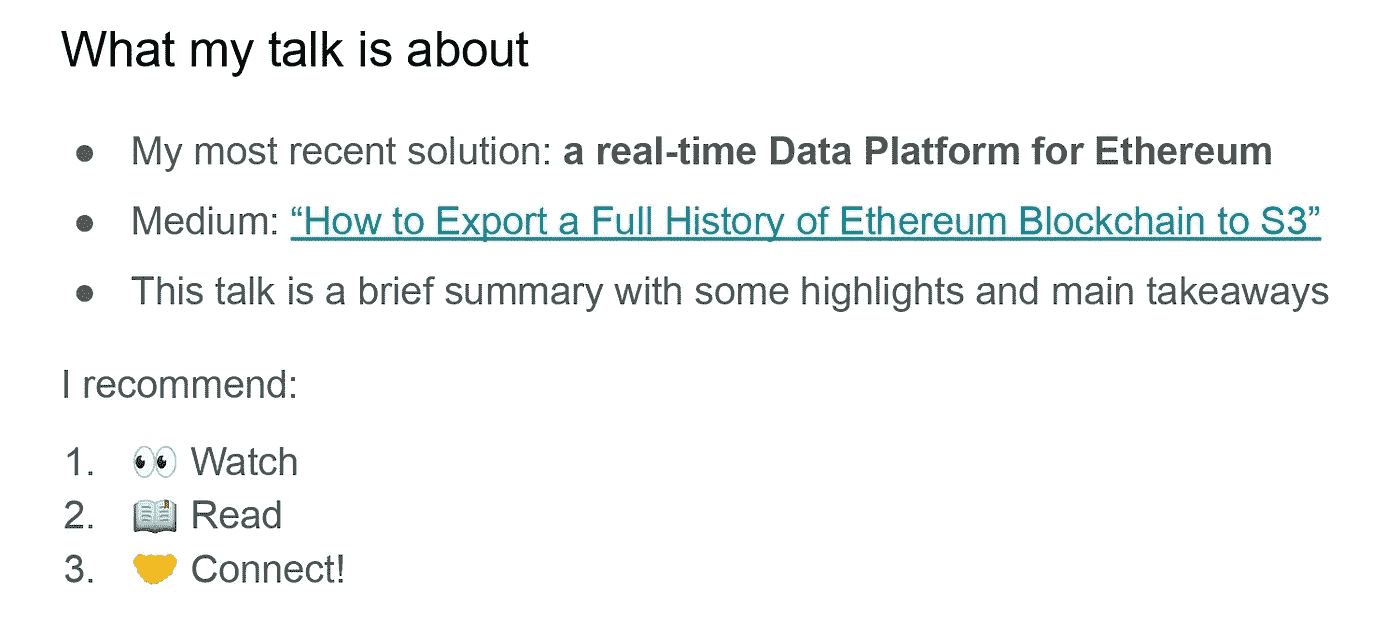 What my talk is about
● My most recent solution: a real-time Data Platform for Ethereum
● Medium: “How to Export a Full History of Ethereum Blockchain to S3”
● This talk is a brief summary with some highlights and main takeaways
I recommend:
1. 👀 Watch
2. 📖 Read
3. 🤝 Connect!